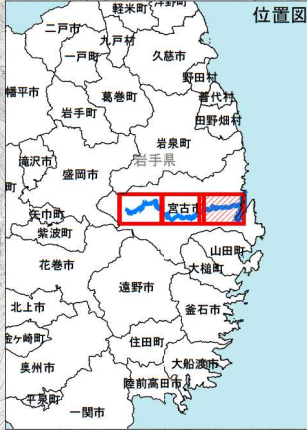 位置図
軽米町
洋野町
二戸市
九戸村
一戸町
久慈市
野田村
普代村
八幡平市
葛巻町
岩手町
田野畑村
岩泉町
岩手県
滝沢市
盛岡市
町
宮古市
矢巾町
紫波町
山田町
大槌町
花巻市
遠野市
北上市
釜石市
金ヶ崎町
住田町
奥州市
大船渡市
陸前高田市
平泉町
一関市